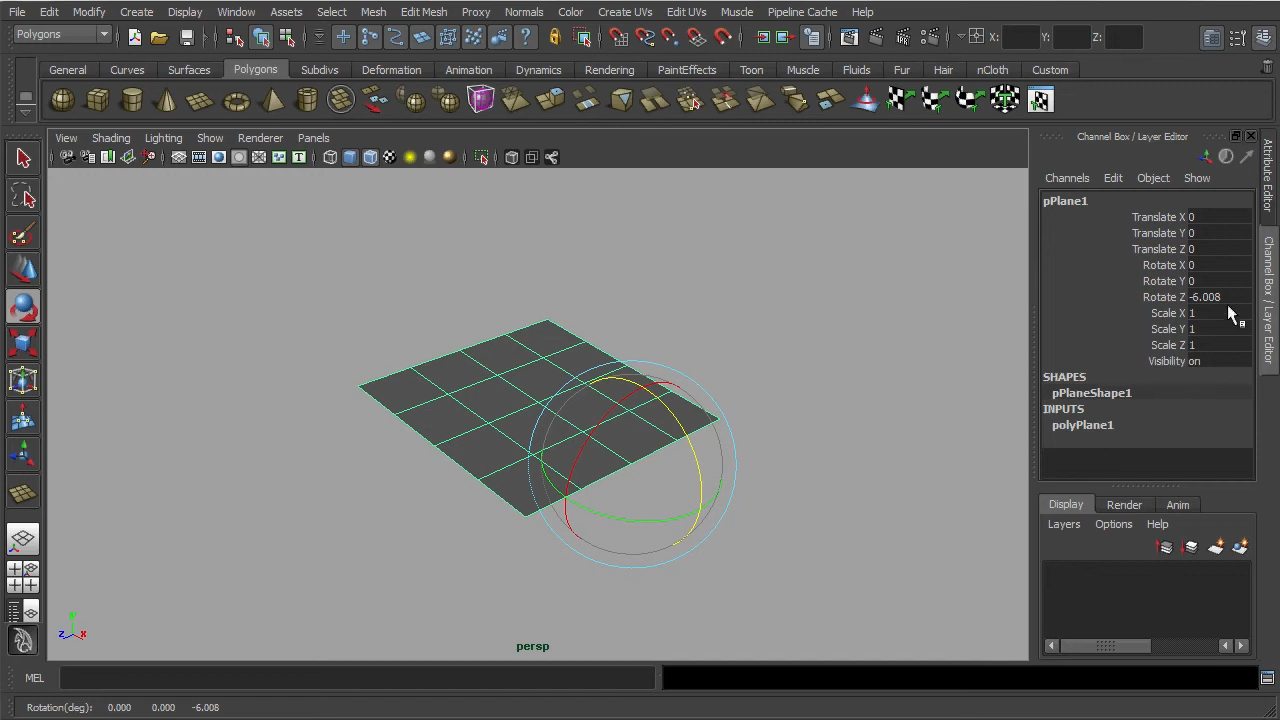 File Edit Modify Create Display Window Assets Select Mesh Edit Mesh Proxy Normals Color Create UVs Edit UVs Muscle Pipeline Cache Help
Polygons X: Y: Z:
General Curves Surfaces Polygons Subdivs Deformation Animation Dynamics Rendering PaintEffects Toon Muscle Fluids Fur Hair nCloth Custom
View Shading Lighting Show Renderer Panels
Channel Box / Layer Editor
Channels Edit Object Show
pPlane1
Translate X 0
Translate Y 0
Translate Z 0
Rotate X 0
Rotate Y 0
Rotate Z -6.008
Scale X 1
Scale Y 1
Scale Z 1
Visibility on
SHAPES
pPlaneShape1
INPUTS
polyPlane1
Attribute Editor
Channel Box / Layer Editor
Display Render Anim
Layers Options Help
y
z x
persp
MEL
Rotation(deg): 0.000 0.000 -6.008